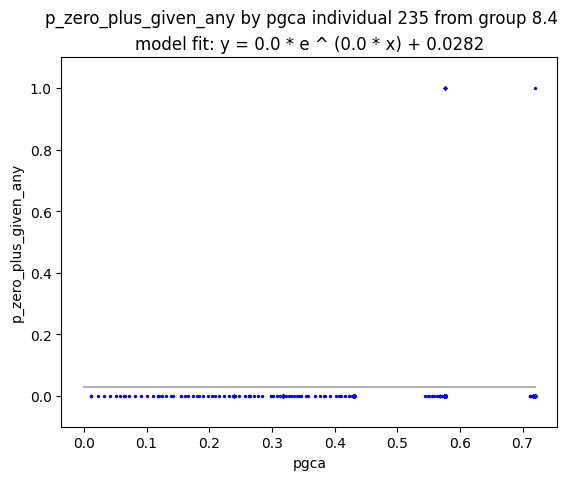 p_zero_plus_given_any by pgca individual 235 from group 8.4
model fit: y = 0.0 * e ^ (0.0 * x) + 0.0282
1.0
0.8
0.6
0.4
0.2
0.0
p_zero_plus_given_any
0.0 0.1 0.2 0.3 0.4 0.5 0.6 0.7
pgca